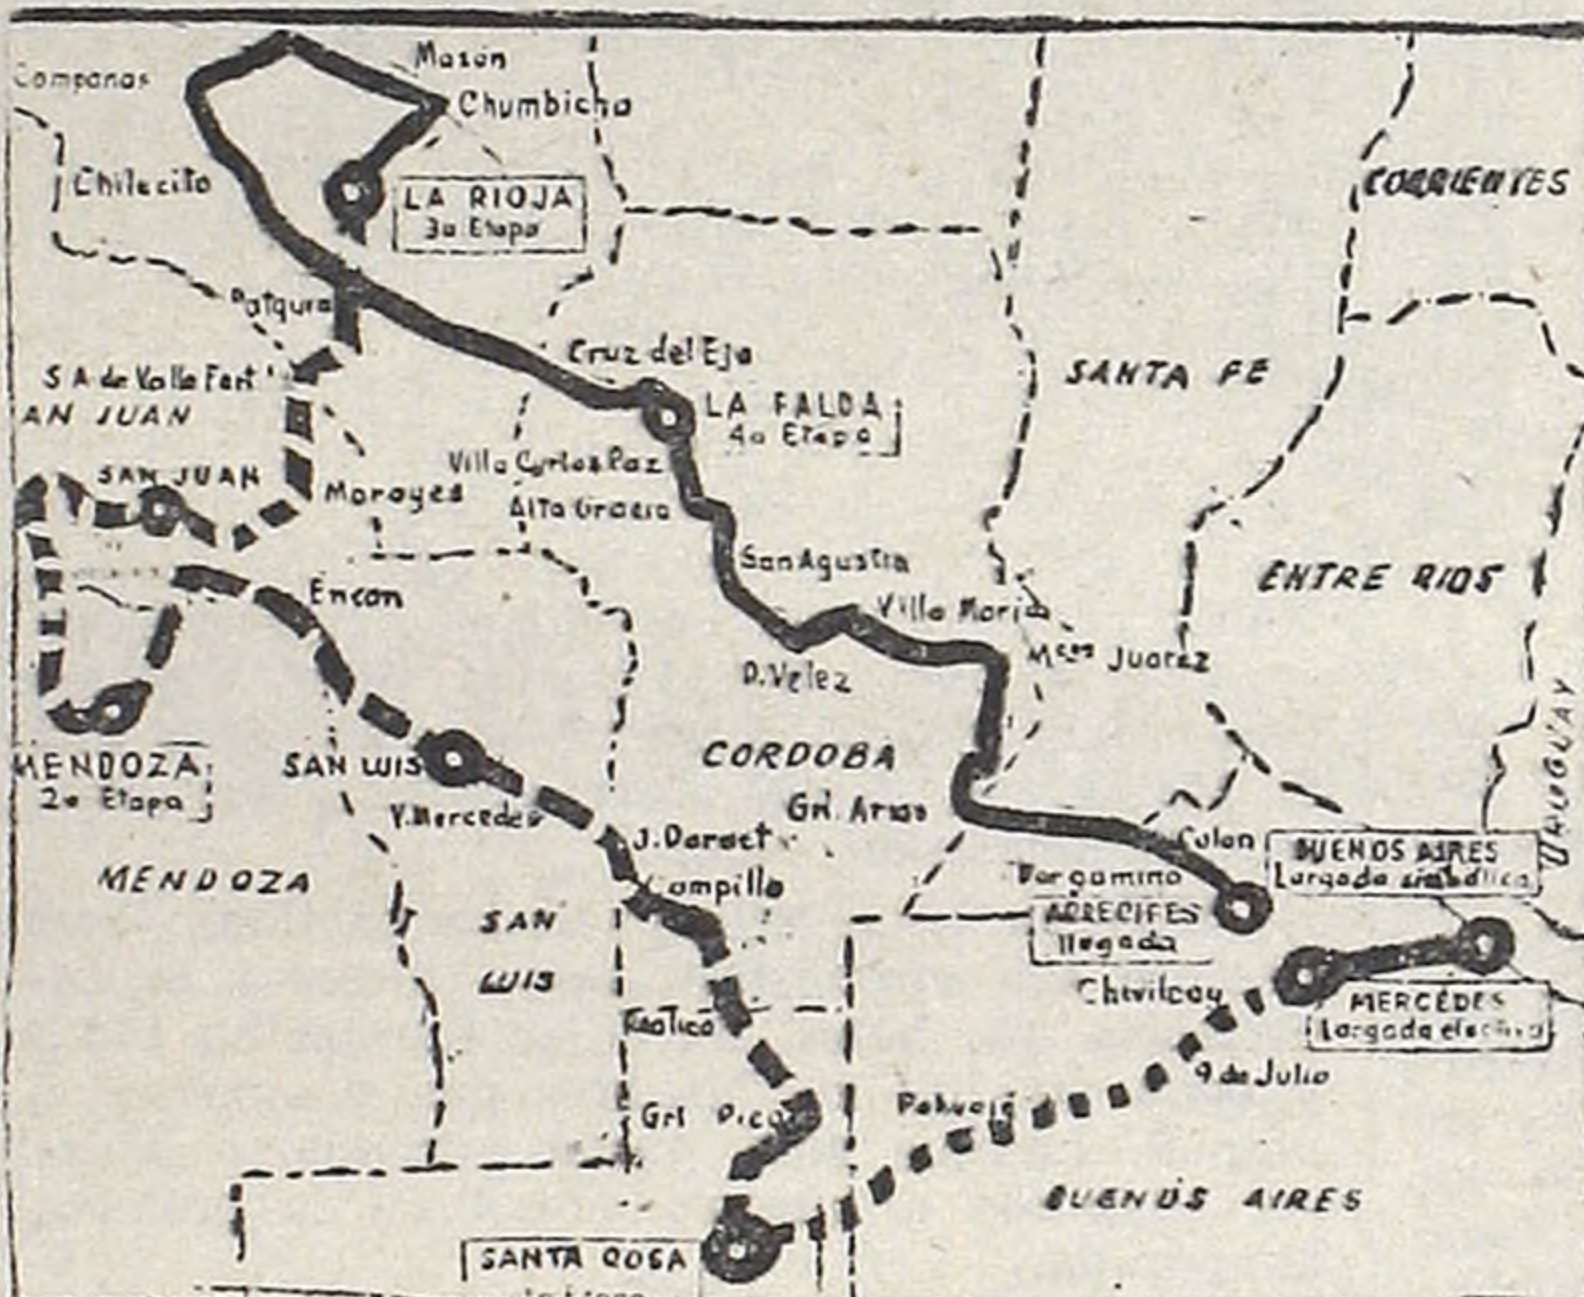 Mazán
Campanas
Chumbicha
CORRIENTES
Chilecito
LA RIOJA
3a Etapa
Patquia
Cruz del Eje
SANTA FE
S A de Valle Fert
AN JUAN
LA FALDA
4a Etapa
Villa Carlos Paz
SAN JUAN
Marayes
Alta Gracia
San Agustin
ENTRE RIOS
Encon
Villa Maria
Mcos Juarez
D. Velez
URUGUAY
CORDOBA
MENDOZA
2a Etapa
SAN LUIS
Grl. Arias
V. Mercedes
J. Daract
Colon
BUENOS AIRES
Largada simbólica
MENDOZA
Campillo
Pergamino
SAN
LUIS
ARRECIFES
llegada
Chivilcoy
MERCEDES
Largada efectiva
Realico
9 de Julio
Grl Pico
Pehuajó
BUENOS AIRES
SANTA ROSA